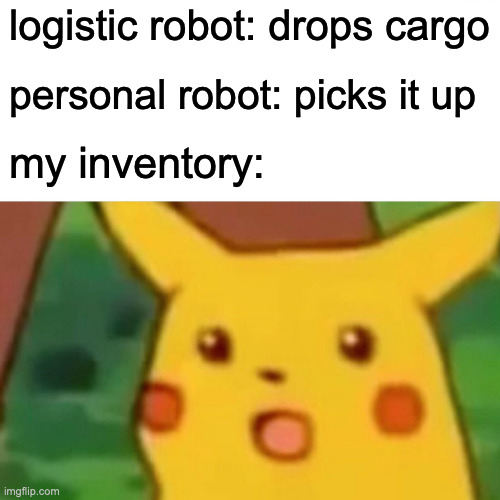 logistic robot: drops cargo
personal robot: picks it up
my inventory:
imgflip.com